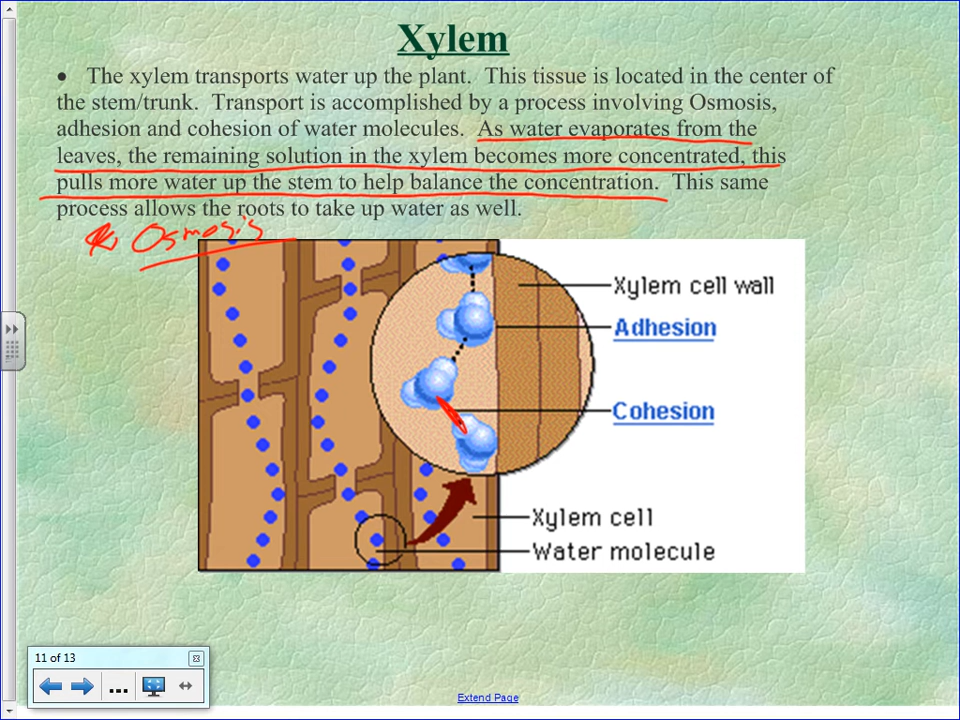 Xylem
• The xylem transports water up the plant. This tissue is located in the center of
the stem/trunk. Transport is accomplished by a process involving Osmosis,
adhesion and cohesion of water molecules. As water evaporates from the
leaves, the remaining solution in the xylem becomes more concentrated, this
pulls more water up the stem to help balance the concentration. This same
process allows the roots to take up water as well.
Osmosis
Xylem cell wall
Adhesion
Cohesion
Xylem cell
Water molecule
11 of 13
...
Extend Page